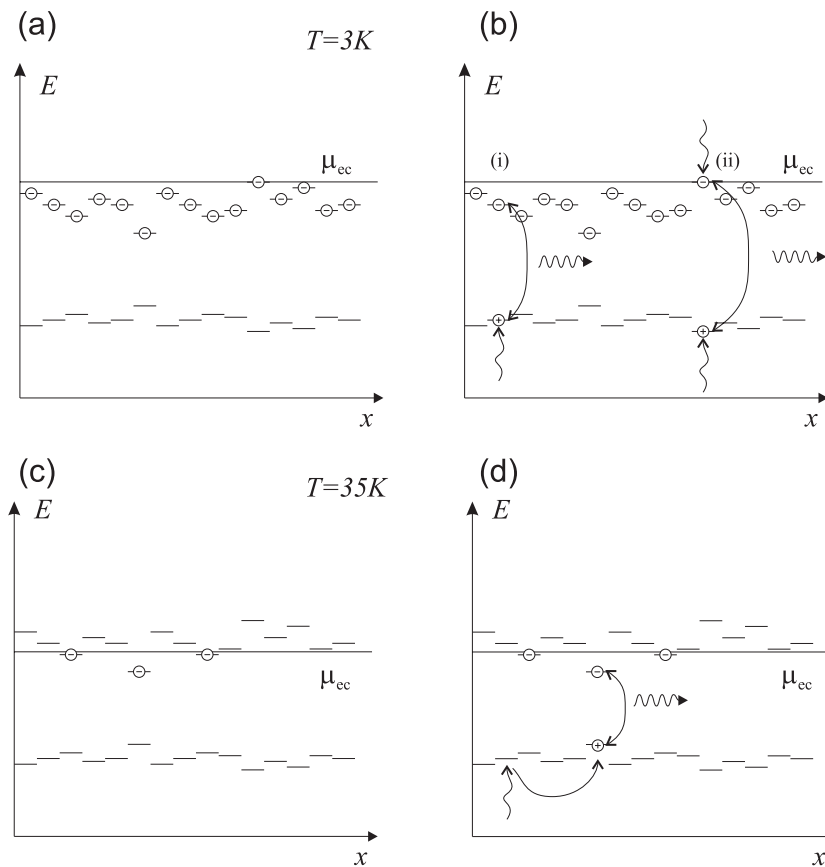 (a)
T=3K
E
μec
x
(b)
E
(i)
(ii)
μec
x
(c)
T=35K
E
μec
x
(d)
E
μec
x